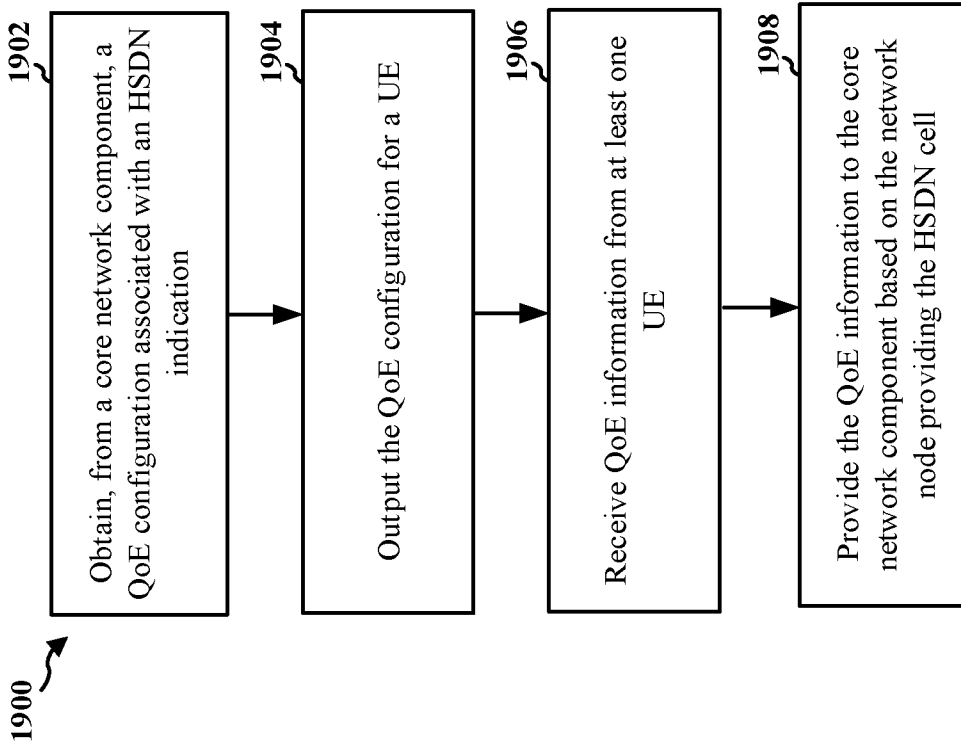 1900
1902
Obtain, from a core network component, a
QoE configuration associated with an HSDN
indication
1904
Output the QoE configuration for a UE
1906
Receive QoE information from at least one
UE
1908
Provide the QoE information to the core
network component based on the network
node providing the HSDN cell